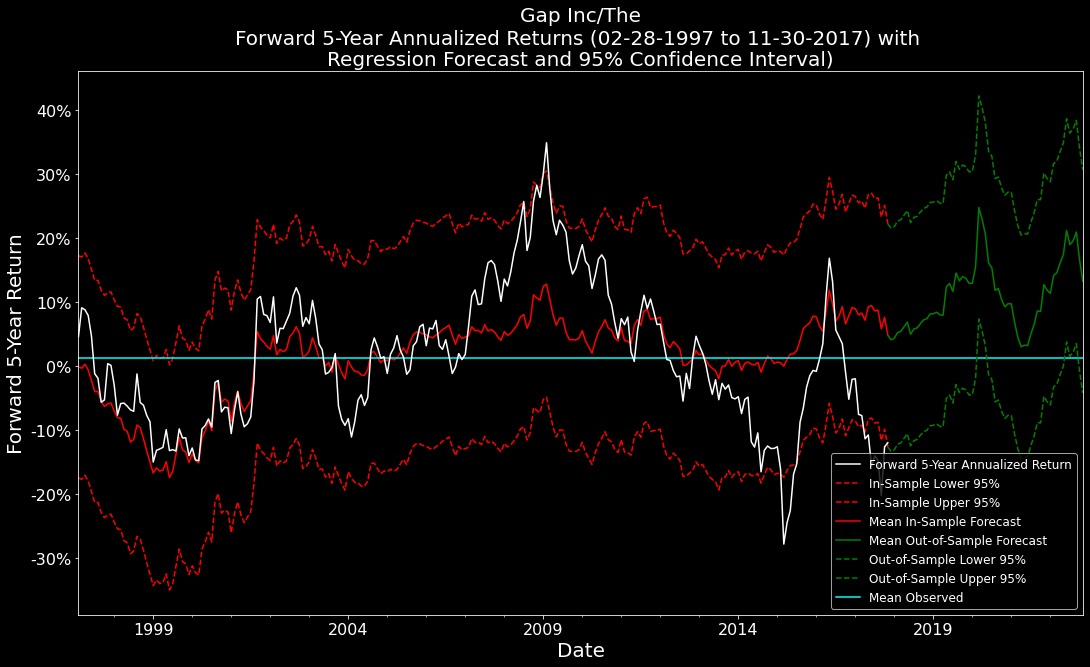 Gap Inc/The
Forward 5-Year Annualized Returns (02-28-1997 to 11-30-2017) with
Regression Forecast and 95% Confidence Interval)
Forward 5-Year Return
40%
30%
20%
10%
0%
-10%
-20%
-30%
Forward 5-Year Annualized Return
In-Sample Lower 95%
In-Sample Upper 95%
Mean In-Sample Forecast
Mean Out-of-Sample Forecast
Out-of-Sample Lower 95%
Out-of-Sample Upper 95%
Mean Observed
1999 2004 2009 2014 2019
Date